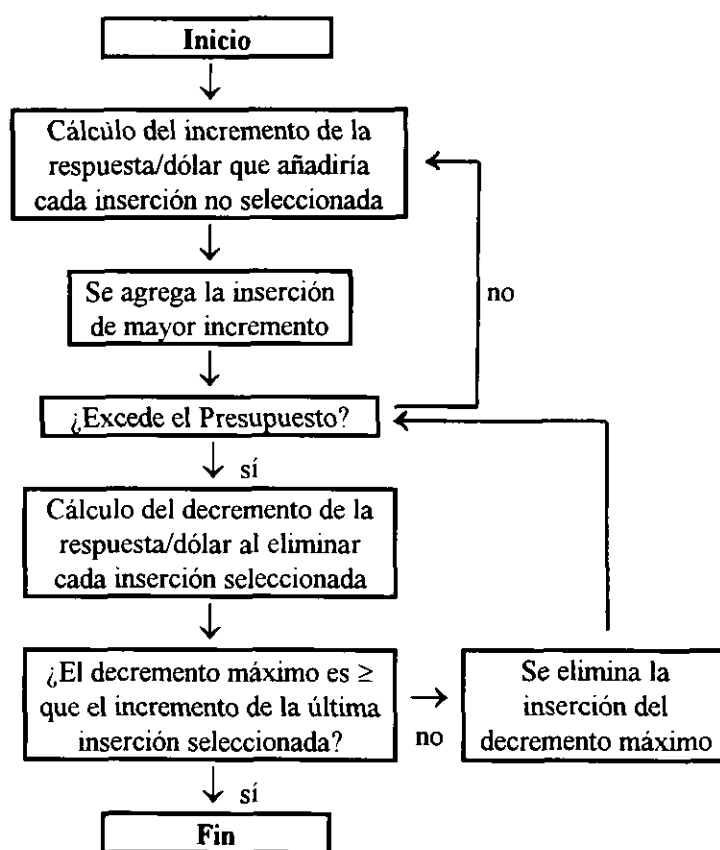 Inicio
Cálculo del incremento de la
respuesta/dólar que añadiría
cada inserción no seleccionada
Se agrega la inserción
de mayor incremento
no
¿Excede el Presupuesto?
sí
Cálculo del decremento de la
respuesta/dólar al eliminar
cada inserción seleccionada
¿El decremento máximo es ≥
que el incremento de la última
inserción seleccionada?
no
Se elimina la
inserción del
decremento máximo
sí
Fin